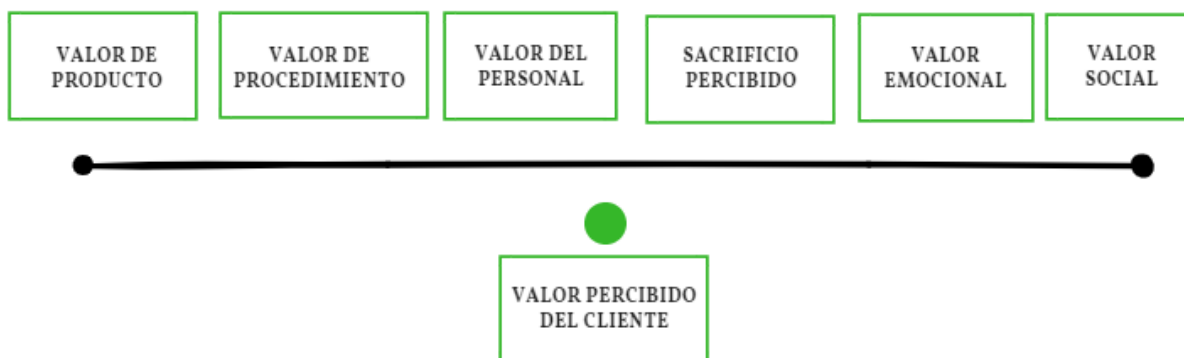 VALOR DE
PRODUCTO
VALOR DE
PROCEDIMIENTO
VALOR DEL
PERSONAL
SACRIFICIO
PERCIBIDO
VALOR
EMOCIONAL
VALOR
SOCIAL
VALOR PERCIBIDO
DEL CLIENTE